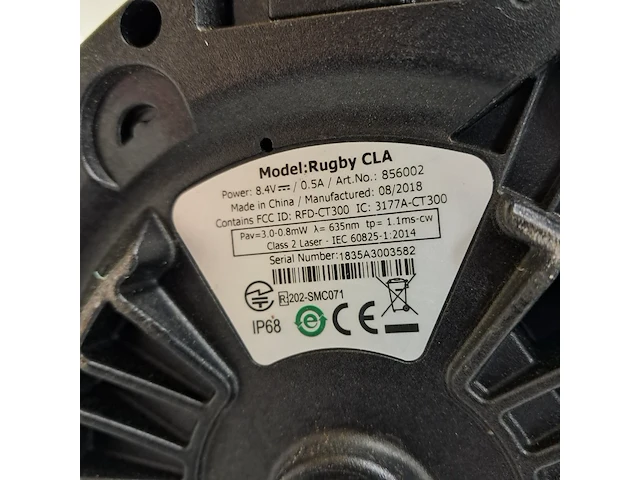 Model:Rugby CLA
Power: 8.4V⎓ / 0.5A / Art.No.: 856002
Made in China / Manufactured: 08/2018
Contains FCC ID: RFD-CT300 IC: 3177A-CT300
Pav=3.0-0.8mW λ= 635nm tp= 1.1ms-cw
Class 2 Laser - IEC 60825-1:2014
Serial Number:1835A3003582
R 202-SMC071
IP68 e CE